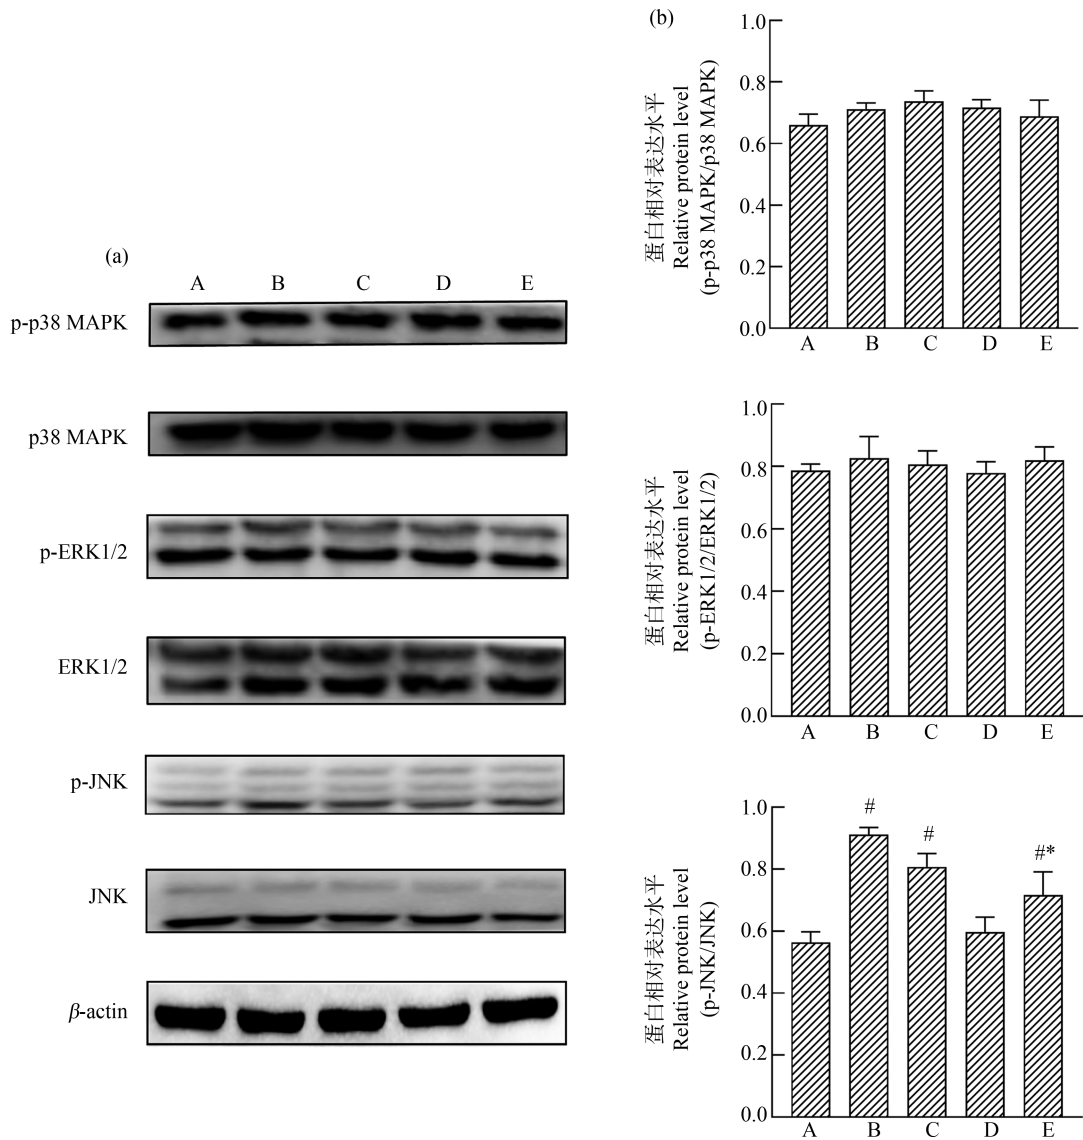 (a)
A B C D E
p-p38 MAPK
p38 MAPK
p-ERK1/2
ERK1/2
p-JNK
JNK
β-actin
(b)
蛋白相对表达水平
Relative protein level
(p-p38 MAPK/p38 MAPK)
1.0
0.8
0.6
0.4
0.2
0.0
A B C D E
蛋白相对表达水平
Relative protein level
(p-ERK1/2/ERK1/2)
1.0
0.8
0.6
0.4
0.2
0.0
A B C D E
蛋白相对表达水平
Relative protein level
(p-JNK/JNK)
1.0
0.8
0.6
0.4
0.2
0.0
# # #*
A B C D E